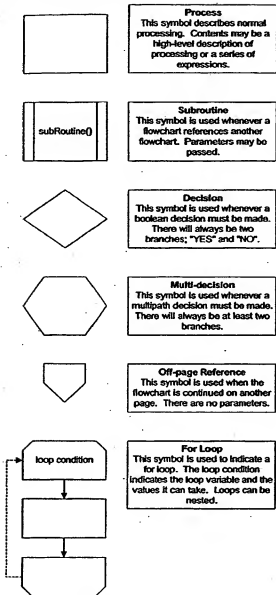 Process
This symbol describes normal
processing. Contents may be a
high-level description of
processing or a series of
expressions.
subRoutine()
Subroutine
This symbol is used whenever a
flowchart references another
flowchart. Parameters may be
passed.
Decision
This symbol is used whenever a
boolean decision must be made.
There will always be two
branches; "YES" and "NO".
Multi-decision
This symbol is used whenever a
multipath decision must be made.
There will always be at least two
branches.
Off-page Reference
This symbol is used when the
flowchart is continued on another
page. There are no parameters.
loop condition
For Loop
This symbol is used to indicate a
for loop. The loop condition
indicates the loop variable and the
values it can take. Loops can be
nested.